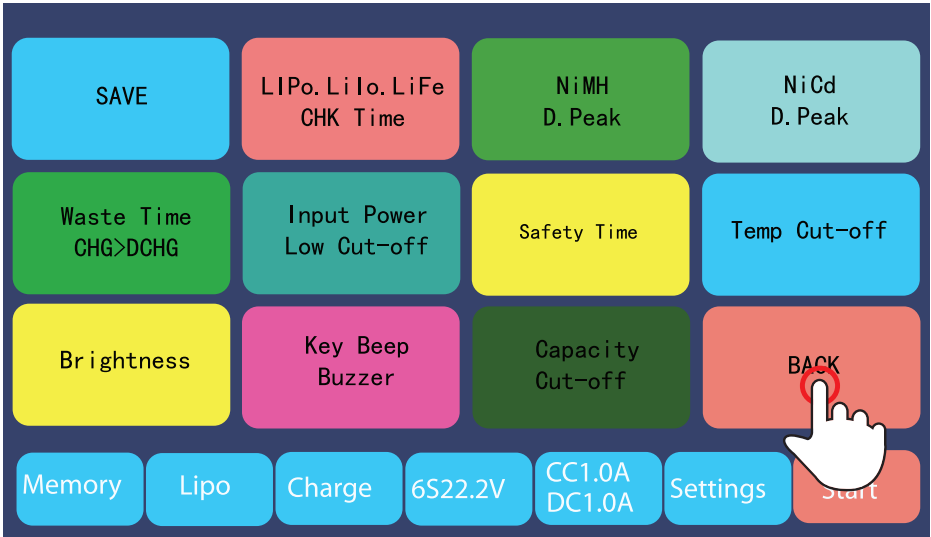 SAVE
LIPo.LiIo.LiFe
CHK Time
NiMH
D.Peak
NiCd
D.Peak
Waste Time
CHG>DCHG
Input Power
Low Cut-off
Safety Time
Temp Cut-off
Brightness
Key Beep
Buzzer
Capacity
Cut-off
BACK
Memory
Lipo
Charge
6S22.2V
CC1.0A
DC1.0A
Settings
Start